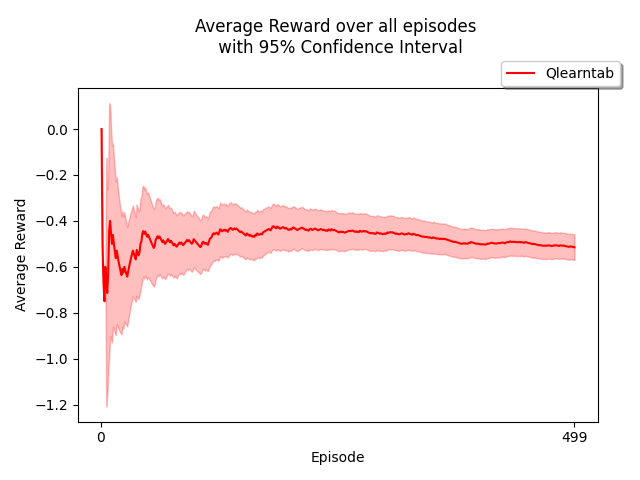 Average Reward over all episodes
with 95% Confidence Interval
Qlearntab
0.0
−0.2
−0.4
−0.6
−0.8
−1.0
−1.2
Average Reward
0
499
Episode